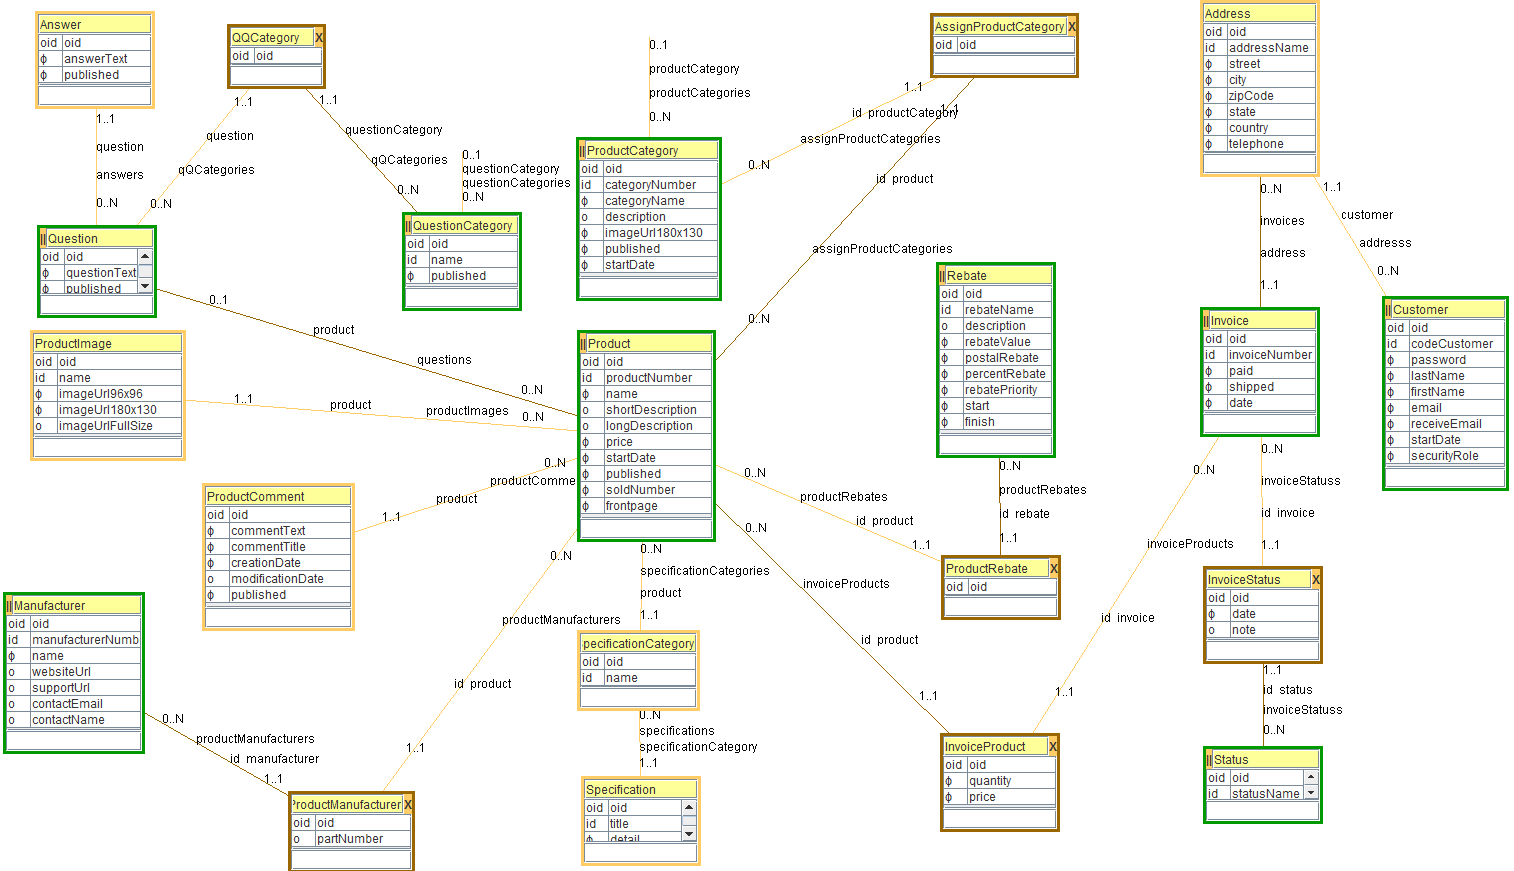 Answer
oid oid
ϕ answerText
ϕ published
1..1
question
answers
0..N
QQCategory X
oid oid
1..1
question
qQCategories
0..N
1..1
questionCategory
qQCategories
0..N
0..1
questionCategory
questionCategories
0..N
|| Question
oid oid
ϕ questionText
ϕ published
|| QuestionCategory
oid oid
id name
ϕ published
0..1
product
questions
0..N
0..1
productCategory
productCategories
0..N
|| ProductCategory
oid oid
id categoryNumber
ϕ categoryName
o description
ϕ imageUrl180x130
ϕ published
ϕ startDate
AssignProductCategory X
oid oid
1..1
id productCategory
assignProductCategories
0..N
1..1
id product
assignProductCategories
0..N
Address
oid oid
id addressName
ϕ street
ϕ city
ϕ zipCode
ϕ state
ϕ country
ϕ telephone
0..N
invoices
address
1..1
1..1
customer
addresss
0..N
|| Rebate
oid oid
id rebateName
o description
ϕ rebateValue
ϕ postalRebate
ϕ percentRebate
ϕ rebatePriority
ϕ start
ϕ finish
|| Invoice
oid oid
id invoiceNumber
ϕ paid
ϕ shipped
ϕ date
|| Customer
oid oid
id codeCustomer
ϕ password
ϕ lastName
ϕ firstName
ϕ email
ϕ receiveEmail
ϕ startDate
ϕ securityRole
ProductImage
oid oid
id name
ϕ imageUrl96x96
ϕ imageUrl180x130
o imageUrlFullSize
1..1
product
productImages
0..N
|| Product
oid oid
id productNumber
ϕ name
o shortDescription
o longDescription
ϕ price
ϕ startDate
ϕ published
ϕ soldNumber
ϕ frontpage
ProductComment
oid oid
ϕ commentText
ϕ commentTitle
ϕ creationDate
o modificationDate
ϕ published
0..N
productComme
product
1..1
0..N
productRebates
id product
1..1
0..N
productRebates
id rebate
1..1
ProductRebate X
oid oid
0..N
invoiceProducts
id product
1..1
0..N
invoiceProducts
id invoice
1..1
0..N
invoiceStatuss
id invoice
1..1
InvoiceStatus X
oid oid
ϕ date
o note
1..1
id status
invoiceStatuss
0..N
|| Status
oid oid
id statusName
0..N
productManufacturers
id product
1..1
0..N
specificationCategories
product
1..1
pecificationCategory
oid oid
id name
0..N
specifications
specificationCategory
1..1
Specification
oid oid
id title
ϕ detail
|| Manufacturer
oid oid
id manufacturerNumb
ϕ name
o websiteUrl
o supportUrl
o contactEmail
o contactName
0..N
productManufacturers
id manufacturer
1..1
ProductManufacturer X
oid oid
o partNumber
InvoiceProduct X
oid oid
ϕ quantity
ϕ price